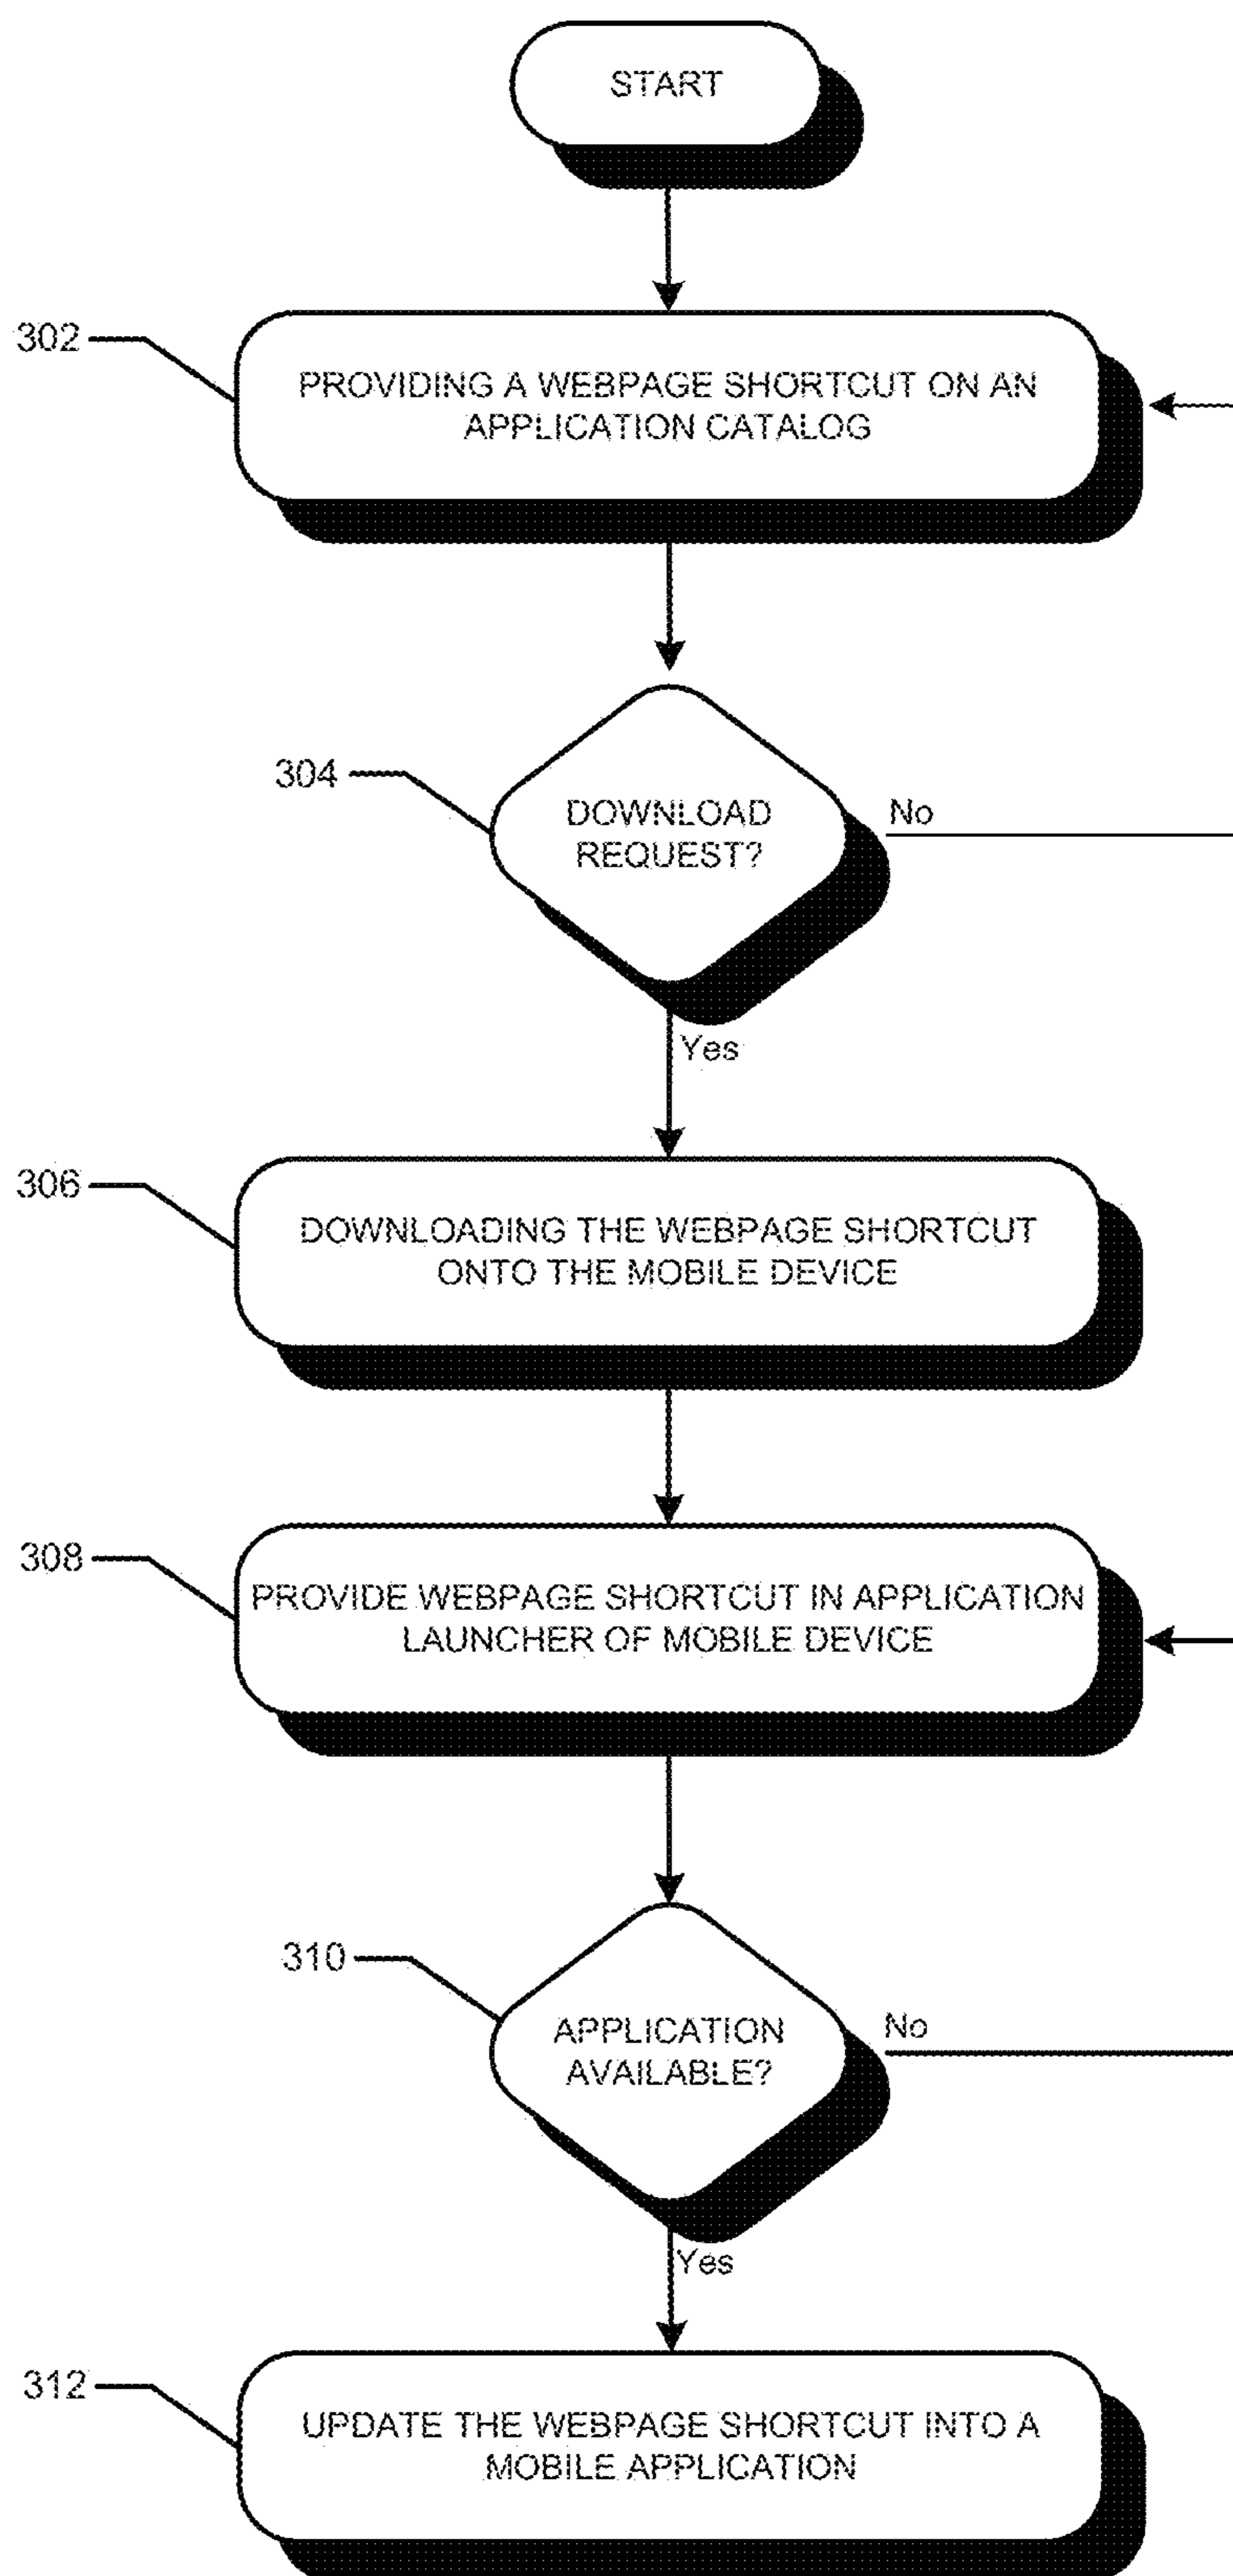 START
302
PROVIDING A WEBPAGE SHORTCUT ON AN
APPLICATION CATALOG
304
DOWNLOAD
REQUEST?
No
Yes
306
DOWNLOADING THE WEBPAGE SHORTCUT
ONTO THE MOBILE DEVICE
308
PROVIDE WEBPAGE SHORTCUT IN APPLICATION
LAUNCHER OF MOBILE DEVICE
310
APPLICATION
AVAILABLE?
No
Yes
312
UPDATE THE WEBPAGE SHORTCUT INTO A
MOBILE APPLICATION